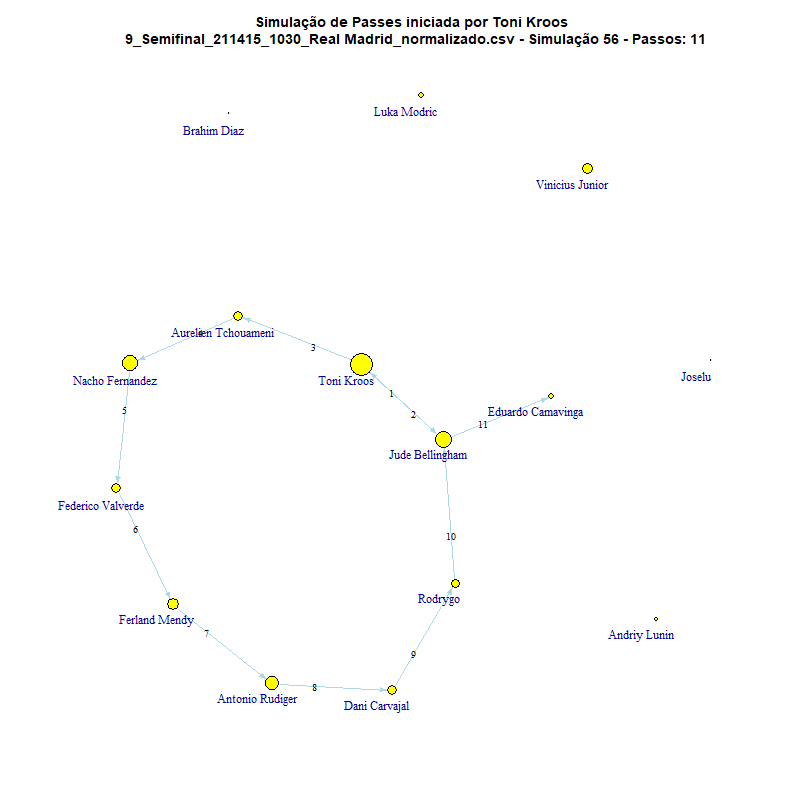 Simulação de Passes iniciada por Toni Kroos
9_Semifinal_211415_1030_Real Madrid_normalizado.csv - Simulação 56 - Passos: 11
Luka Modric
Brahim Diaz
Vinicius Junior
4
Aurelien Tchouameni
3
Joselu
Nacho Fernandez
Toni Kroos
1
5
Eduardo Camavinga
2
11
Jude Bellingham
Federico Valverde
6
10
Rodrygo
Ferland Mendy
7
Andriy Lunin
9
8
Antonio Rudiger
Dani Carvajal